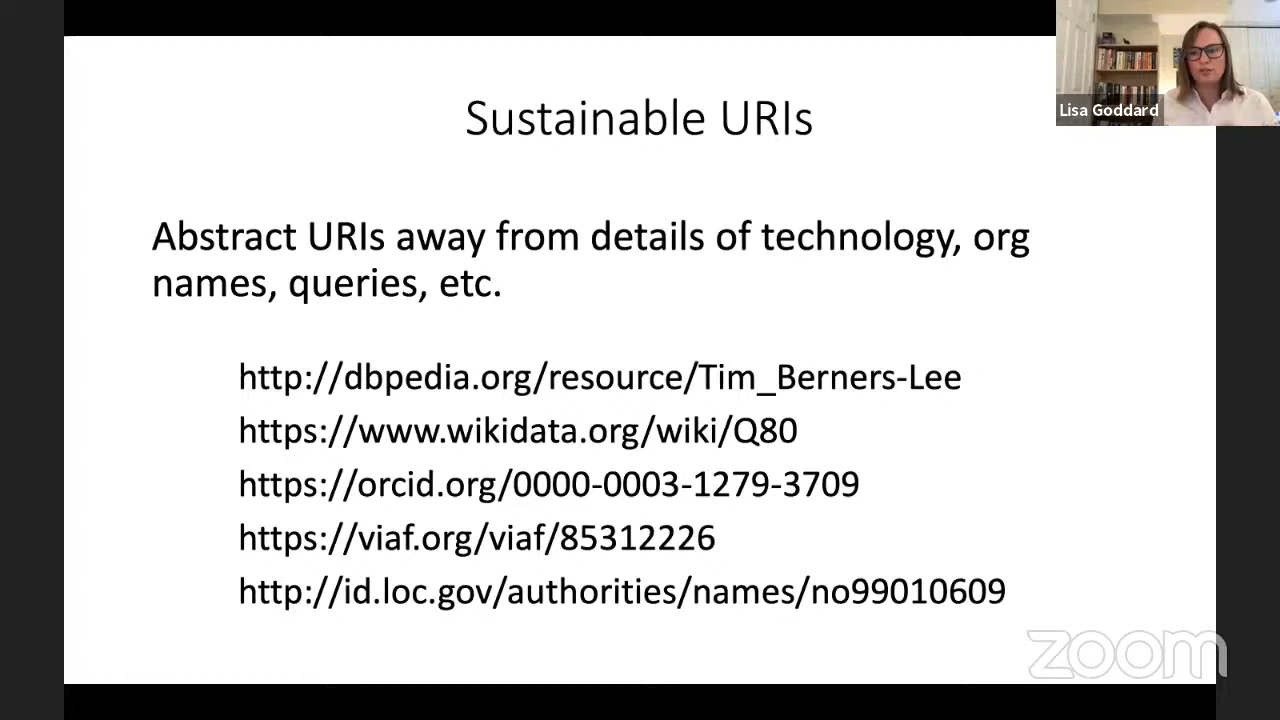 Sustainable URIs
Lisa Goddard
Abstract URIs away from details of technology, org
names, queries, etc.
http://dbpedia.org/resource/Tim_Berners-Lee
https://www.wikidata.org/wiki/Q80
https://orcid.org/0000-0003-1279-3709
https://viaf.org/viaf/85312226
http://id.loc.gov/authorities/names/no99010609
zoom